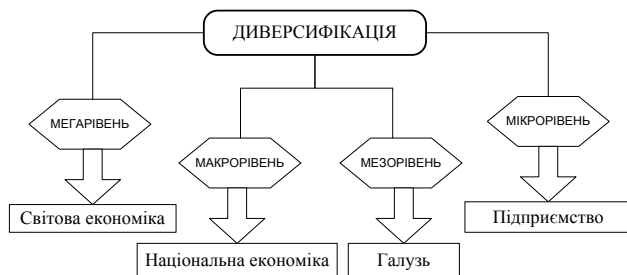 ДИВЕРСИФІКАЦІЯ
МЕГАРІВЕНЬ
МАКРОРІВЕНЬ
МЕЗОРІВЕНЬ
МІКРОРІВЕНЬ
Світова економіка
Національна економіка
Галузь
Підприємство